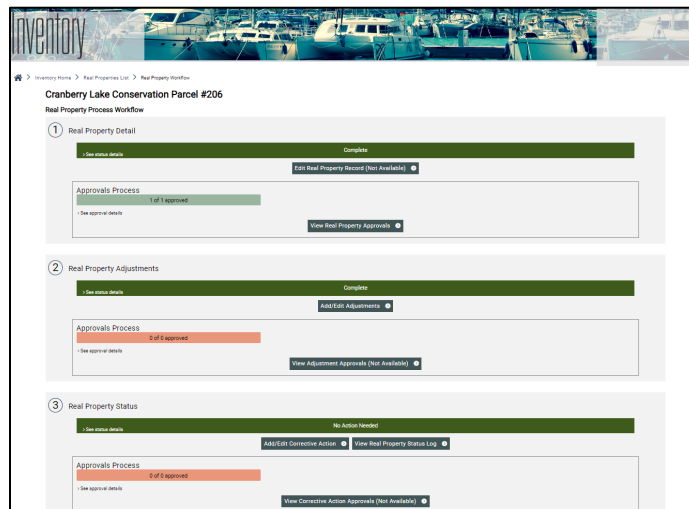 Inventory
Inventory Home > Real Properties List > Real Property Workflow
Cranberry Lake Conservation Parcel #206
Real Property Process Workflow
1 Real Property Detail
Complete
› See status details
Edit Real Property Record (Not Available)
Approvals Process
1 of 1 approved
› See approval details
View Real Property Approvals
2 Real Property Adjustments
Complete
› See status details
Add/Edit Adjustments
Approvals Process
0 of 0 approved
› See approval details
View Adjustment Approvals (Not Available)
3 Real Property Status
No Action Needed
› See status details
Add/Edit Corrective Action View Real Property Status Log
Approvals Process
0 of 0 approved
› See approval details
View Corrective Action Approvals (Not Available)